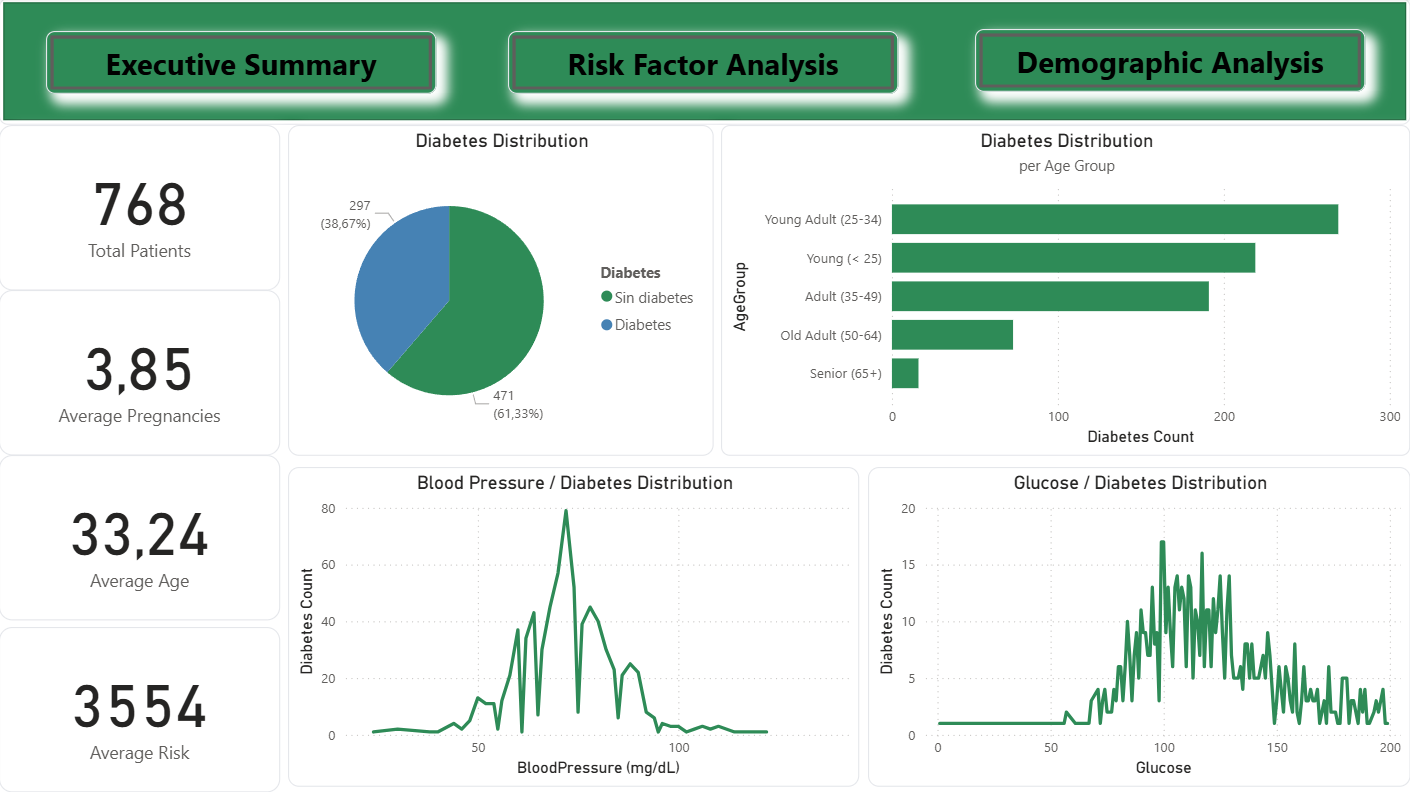 Executive Summary
Risk Factor Analysis
Demographic Analysis
768
Total Patients
3,85
Average Pregnancies
33,24
Average Age
3554
Average Risk
Diabetes Distribution
297
(38,67%)
471
(61,33%)
Diabetes
Sin diabetes
Diabetes
Diabetes Distribution
per Age Group
AgeGroup
Young Adult (25-34)
Young (< 25)
Adult (35-49)
Old Adult (50-64)
Senior (65+)
0
100
200
300
Diabetes Count
Blood Pressure / Diabetes Distribution
Diabetes Count
80
60
40
20
0
50
100
BloodPressure (mg/dL)
Glucose / Diabetes Distribution
Diabetes Count
20
15
10
5
0
0
50
100
150
200
Glucose